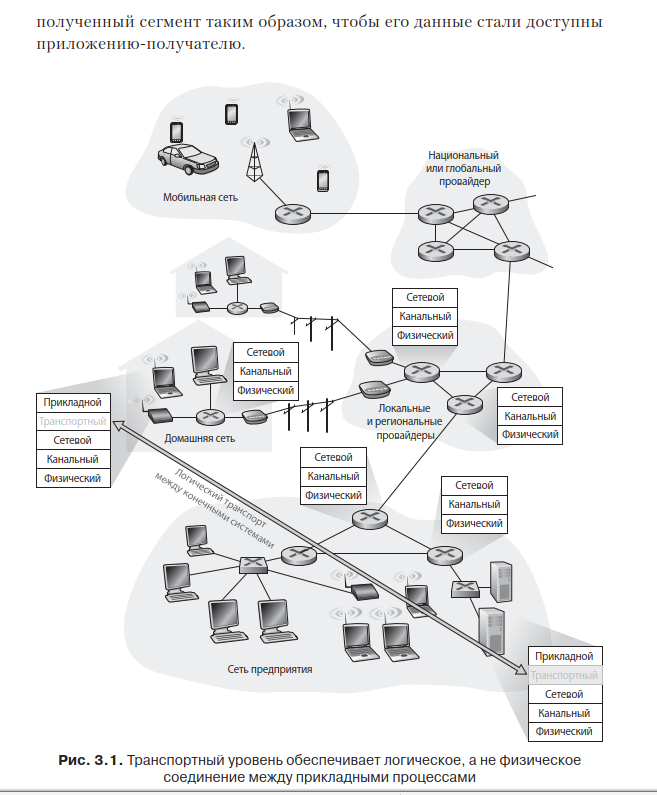 полученный сегмент таким образом, чтобы его данные стали доступны
приложению-получателю.
Национальный
или глобальный
провайдер
Мобильная сеть
Сетевой
Канальный
Физический
Сетевой
Канальный
Физический
Прикладной
Транспортный
Сетевой
Канальный
Физический
Домашняя сеть
Локальные
и региональные
провайдеры
Сетевой
Канальный
Физический
Логический транспорт
между конечными системами
Сетевой
Канальный
Физический
Сетевой
Канальный
Физический
Сеть предприятия
Прикладной
Транспортный
Сетевой
Канальный
Физический
Рис. 3.1. Транспортный уровень обеспечивает логическое, а не физическое
соединение между прикладными процессами